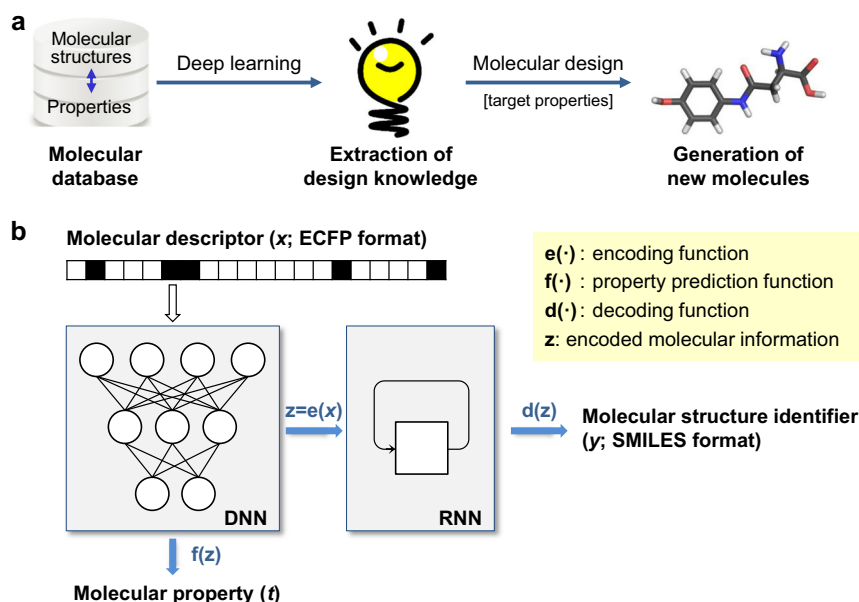 a
Molecular
structures
Properties
Deep learning
Molecular design
[target properties]
Molecular
database
Extraction of
design knowledge
Generation of
new molecules
b
Molecular descriptor (x; ECFP format)
e(·) : encoding function
f(·) : property prediction function
d(·) : decoding function
z: encoded molecular information
z=e(x)
d(z)
Molecular structure identifier
(y; SMILES format)
DNN
RNN
f(z)
Molecular property (t)